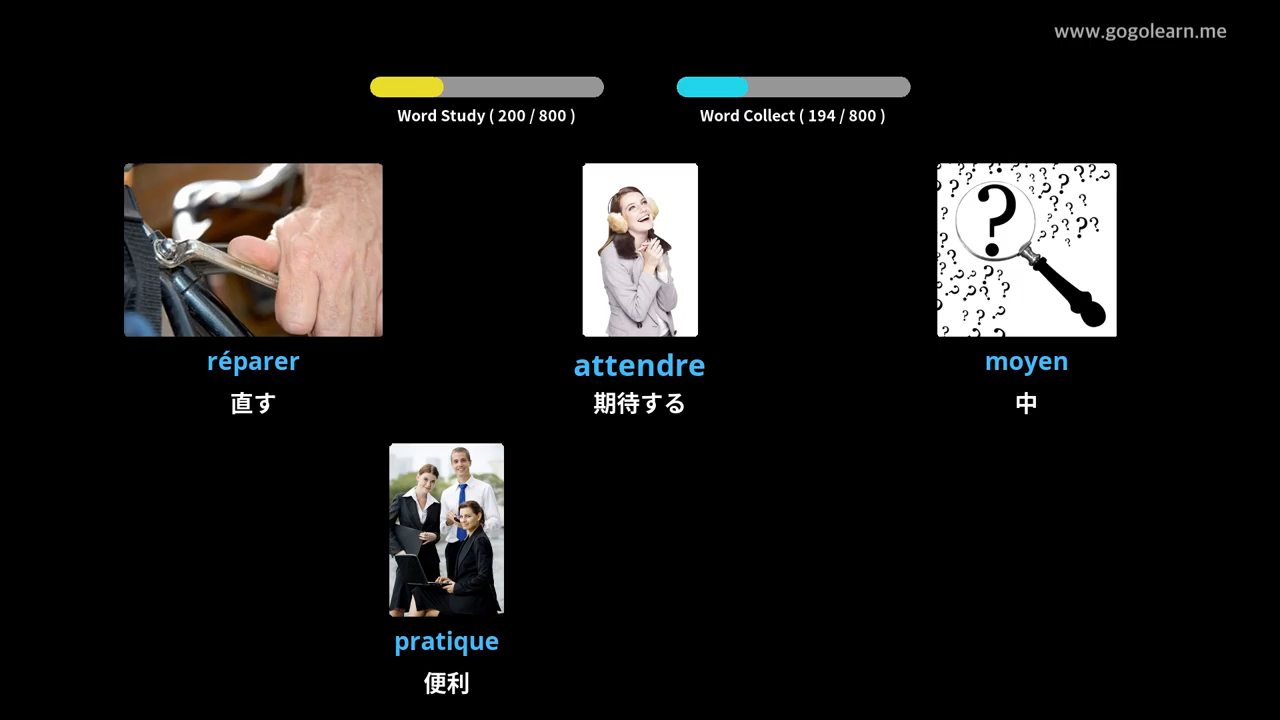 www.gogolearn.me
Word Study ( 200 / 800 )
Word Collect ( 194 / 800 )
réparer
直す
attendre
期待する
moyen
中
pratique
便利